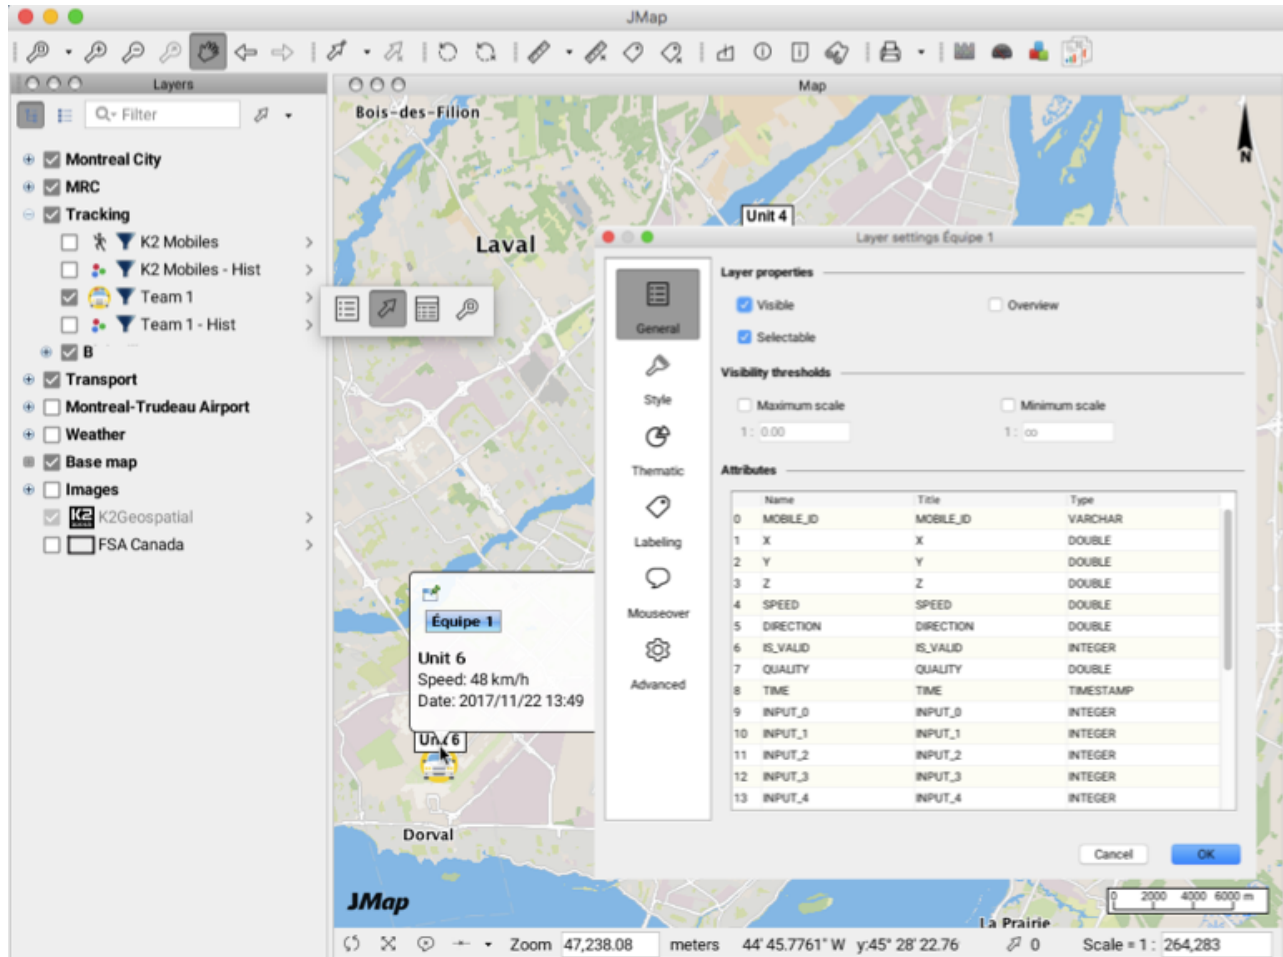 JMap
Layers
Map
Filter
Montreal City
MRC
Tracking
K2 Mobiles
K2 Mobiles - Hist
Team 1
Team 1 - Hist
B
Transport
Montreal-Trudeau Airport
Weather
Base map
Images
K2
K2Geospatial
FSA Canada
Bois-des-Filion
N
Unit 4
Laval
Équipe 1
Unit 6
Speed: 48 km/h
Date: 2017/11/22 13:49
Unit 6
Dorval
JMap
La Prairie
0 2000 4000 6000 m
Layer settings Équipe 1
General
Style
Thematic
Labeling
Mouseover
Advanced
Layer properties
Visible Overview
Selectable
Visibility thresholds
Maximum scale Minimum scale
1 : 0.00 1 : ∞
Attributes
Name Title Type
0 MOBILE_ID MOBILE_ID VARCHAR
1 X X DOUBLE
2 Y Y DOUBLE
3 Z Z DOUBLE
4 SPEED SPEED DOUBLE
5 DIRECTION DIRECTION DOUBLE
6 IS_VALID IS_VALID INTEGER
7 QUALITY QUALITY DOUBLE
8 TIME TIME TIMESTAMP
9 INPUT_0 INPUT_0 INTEGER
10 INPUT_1 INPUT_1 INTEGER
11 INPUT_2 INPUT_2 INTEGER
12 INPUT_3 INPUT_3 INTEGER
13 INPUT_4 INPUT_4 INTEGER
Cancel OK
Zoom 47,238.08 meters 44' 45.7761" W y:45° 28' 22.76 0 Scale = 1 : 264,283